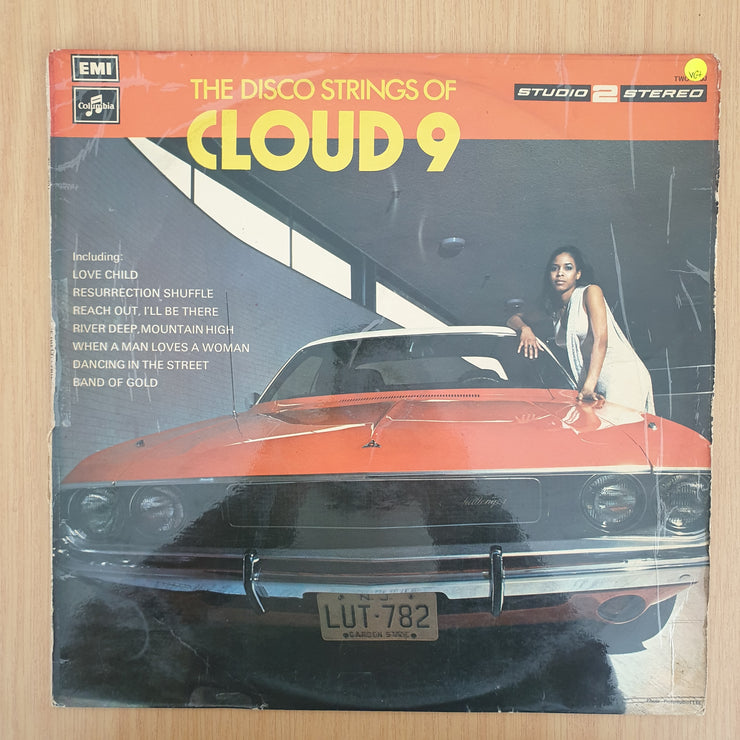 EMI
Columbia
THE DISCO STRINGS OF
CLOUD 9
STUDIO 2 STEREO
VG+
Including:
LOVE CHILD
RESURRECTION SHUFFLE
REACH OUT, I'LL BE THERE
RIVER DEEP, MOUNTAIN HIGH
WHEN A MAN LOVES A WOMAN
DANCING IN THE STREET
BAND OF GOLD
Challenger
N.J.
LUT-782
GARDEN STATE